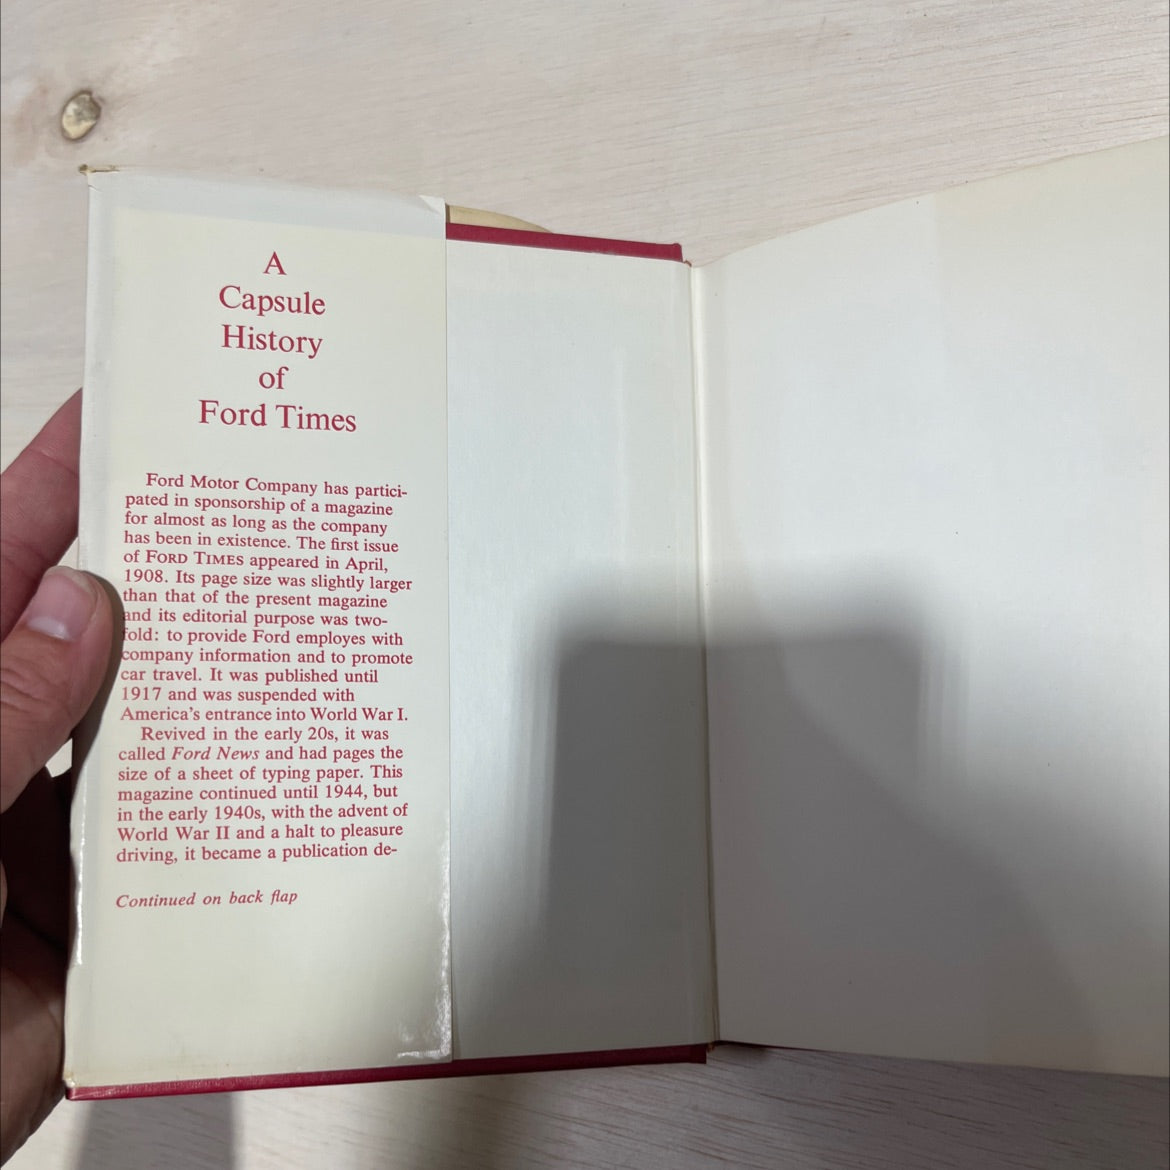 A
Capsule
History
of
Ford Times
Ford Motor Company has partici-
pated in sponsorship of a magazine
for almost as long as the company
has been in existence. The first issue
of FORD TIMES appeared in April,
1908. Its page size was slightly larger
than that of the present magazine
and its editorial purpose was two-
fold: to provide Ford employes with
company information and to promote
car travel. It was published until
1917 and was suspended with
America's entrance into World War I.
Revived in the early 20s, it was
called Ford News and had pages the
size of a sheet of typing paper. This
magazine continued until 1944, but
in the early 1940s, with the advent of
World War II and a halt to pleasure
driving, it became a publication de-
Continued on back flap